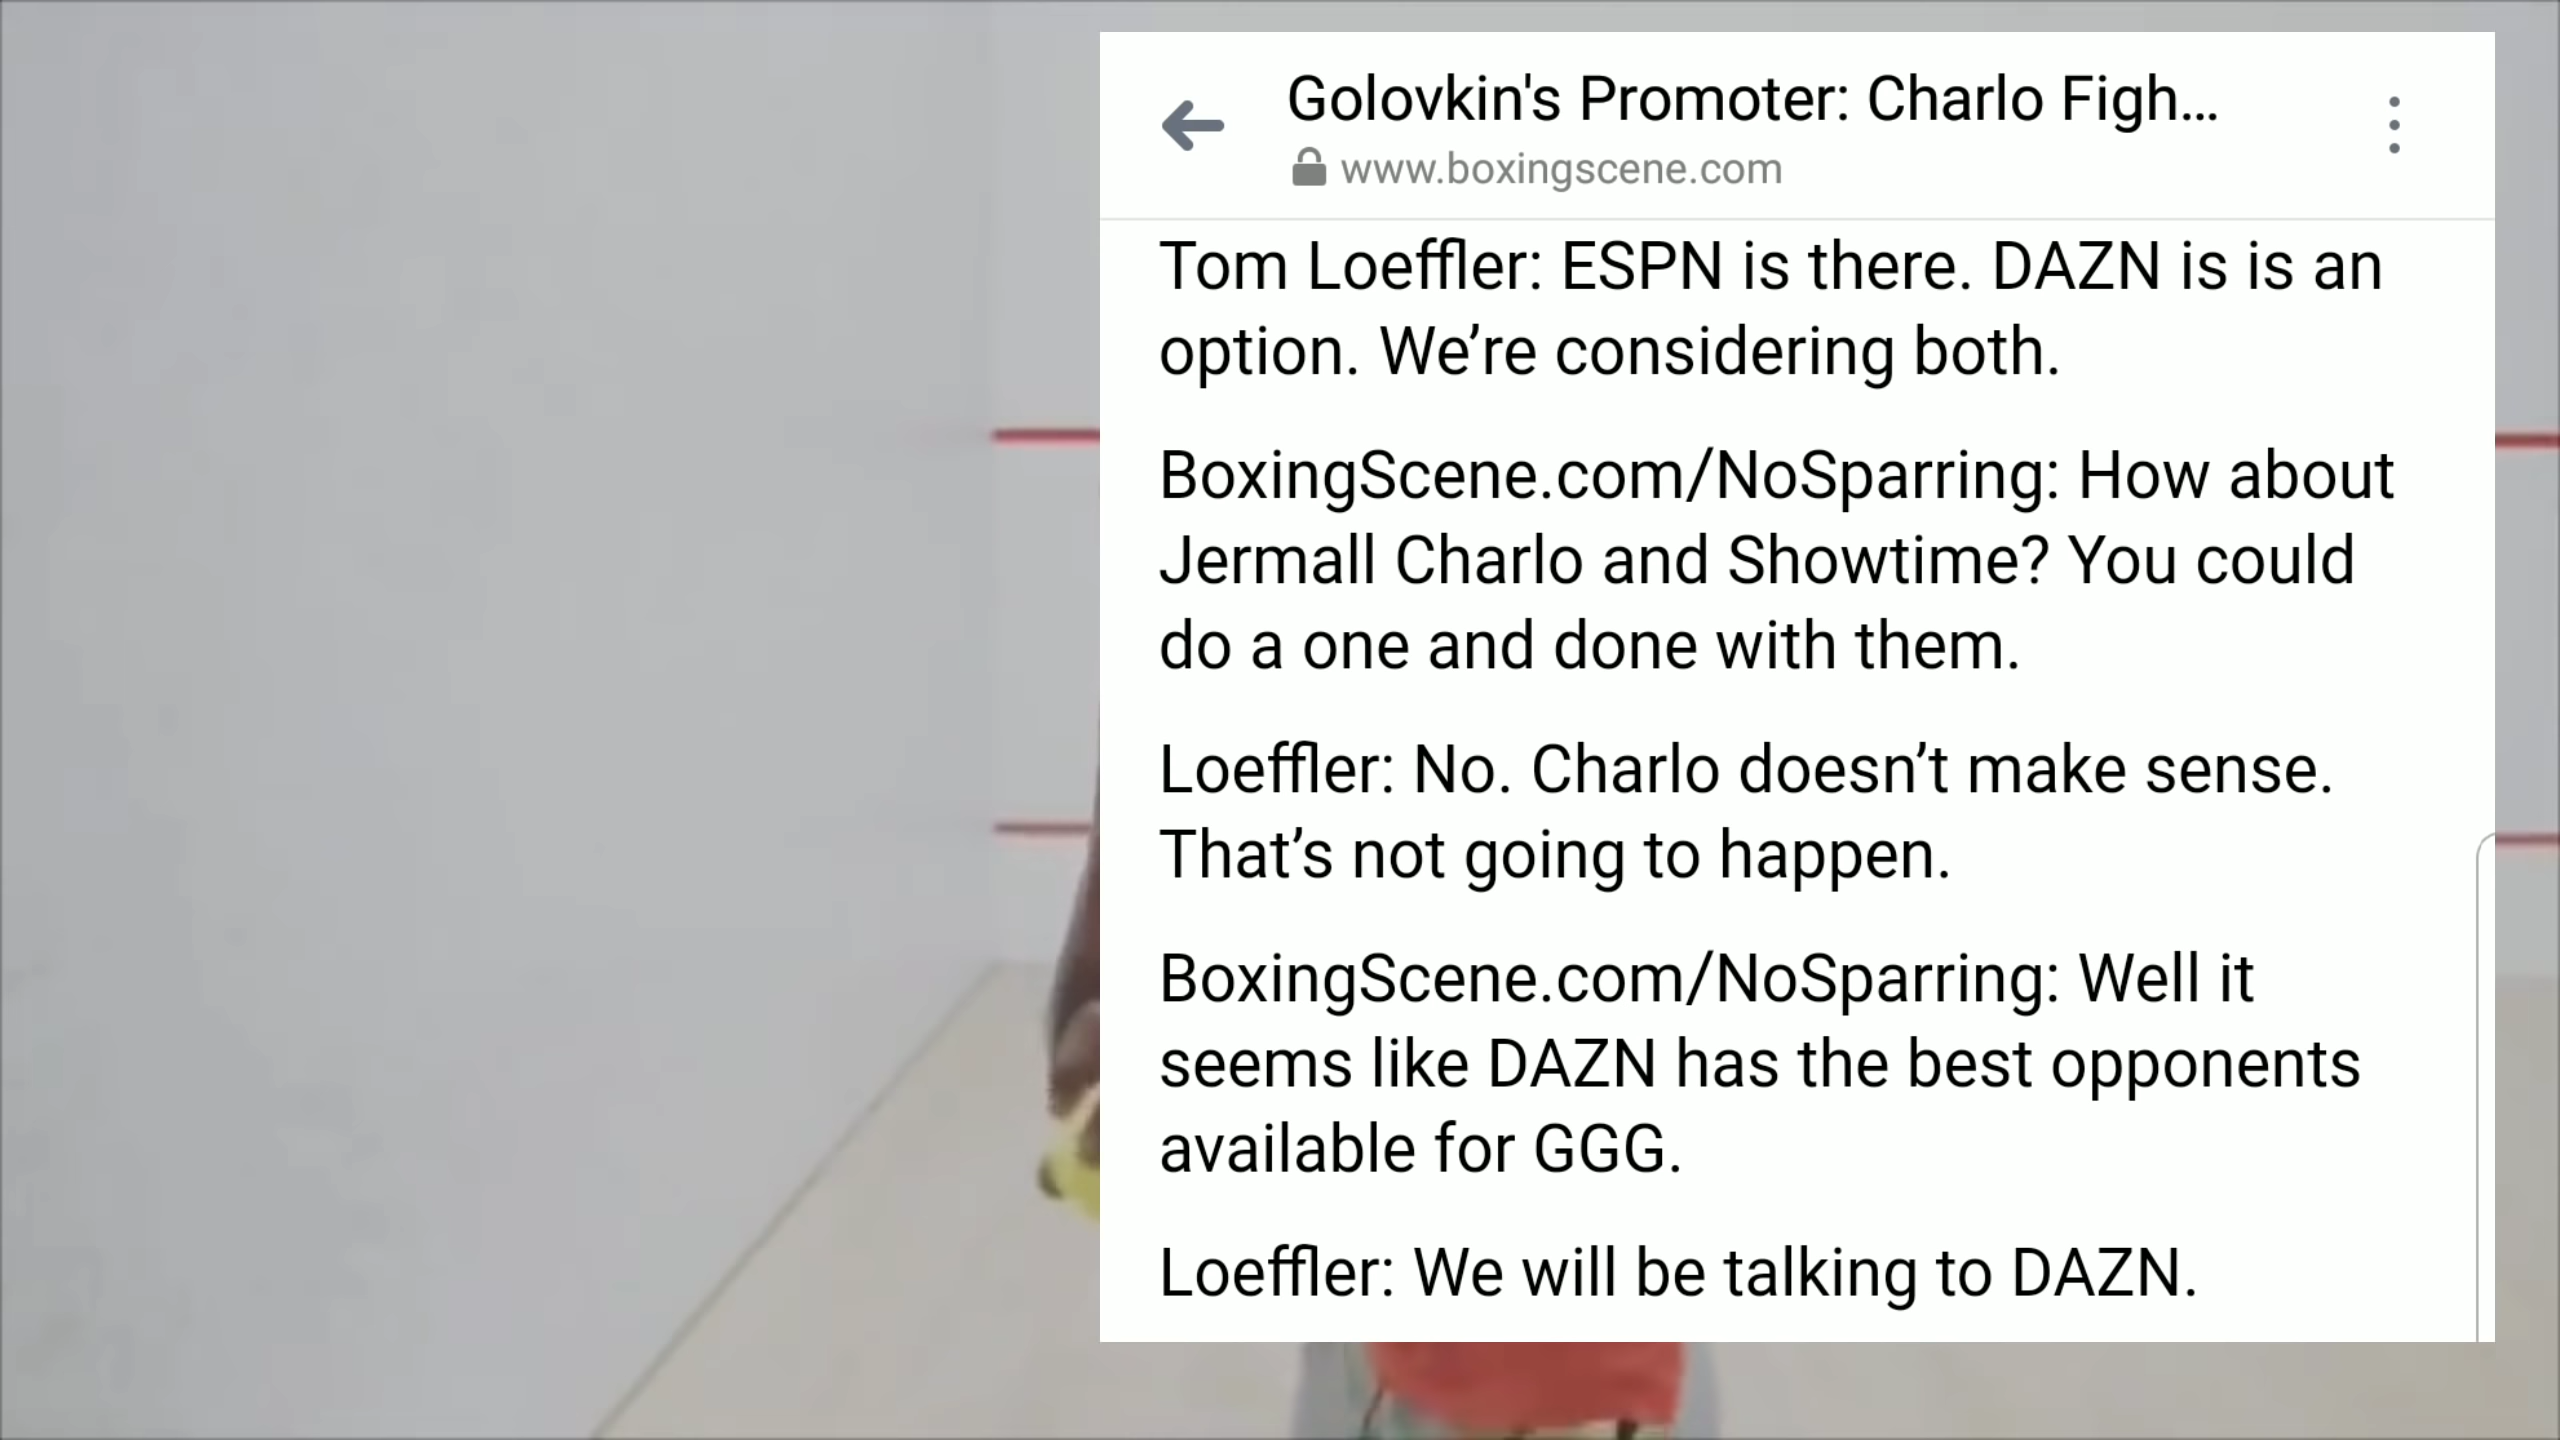 Golovkin's Promoter: Charlo Figh...
www.boxingscene.com
Tom Loeffler: ESPN is there. DAZN is is an
option. We’re considering both.
BoxingScene.com/NoSparring: How about
Jermall Charlo and Showtime? You could
do a one and done with them.
Loeffler: No. Charlo doesn’t make sense.
That’s not going to happen.
BoxingScene.com/NoSparring: Well it
seems like DAZN has the best opponents
available for GGG.
Loeffler: We will be talking to DAZN.